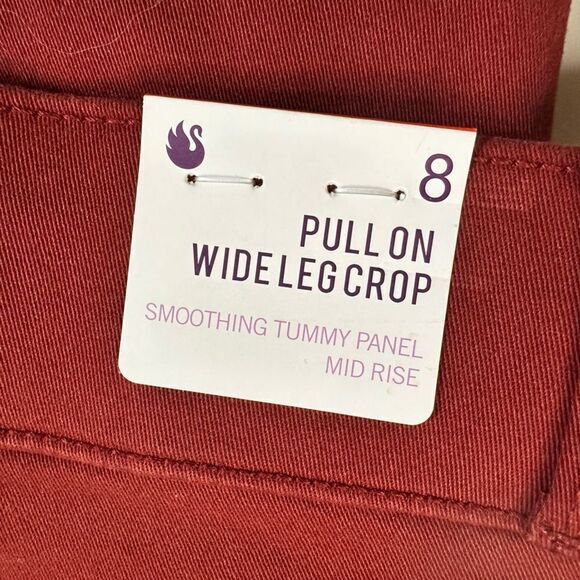 8
PULL ON
WIDE LEG CROP
SMOOTHING TUMMY PANEL
MID RISE